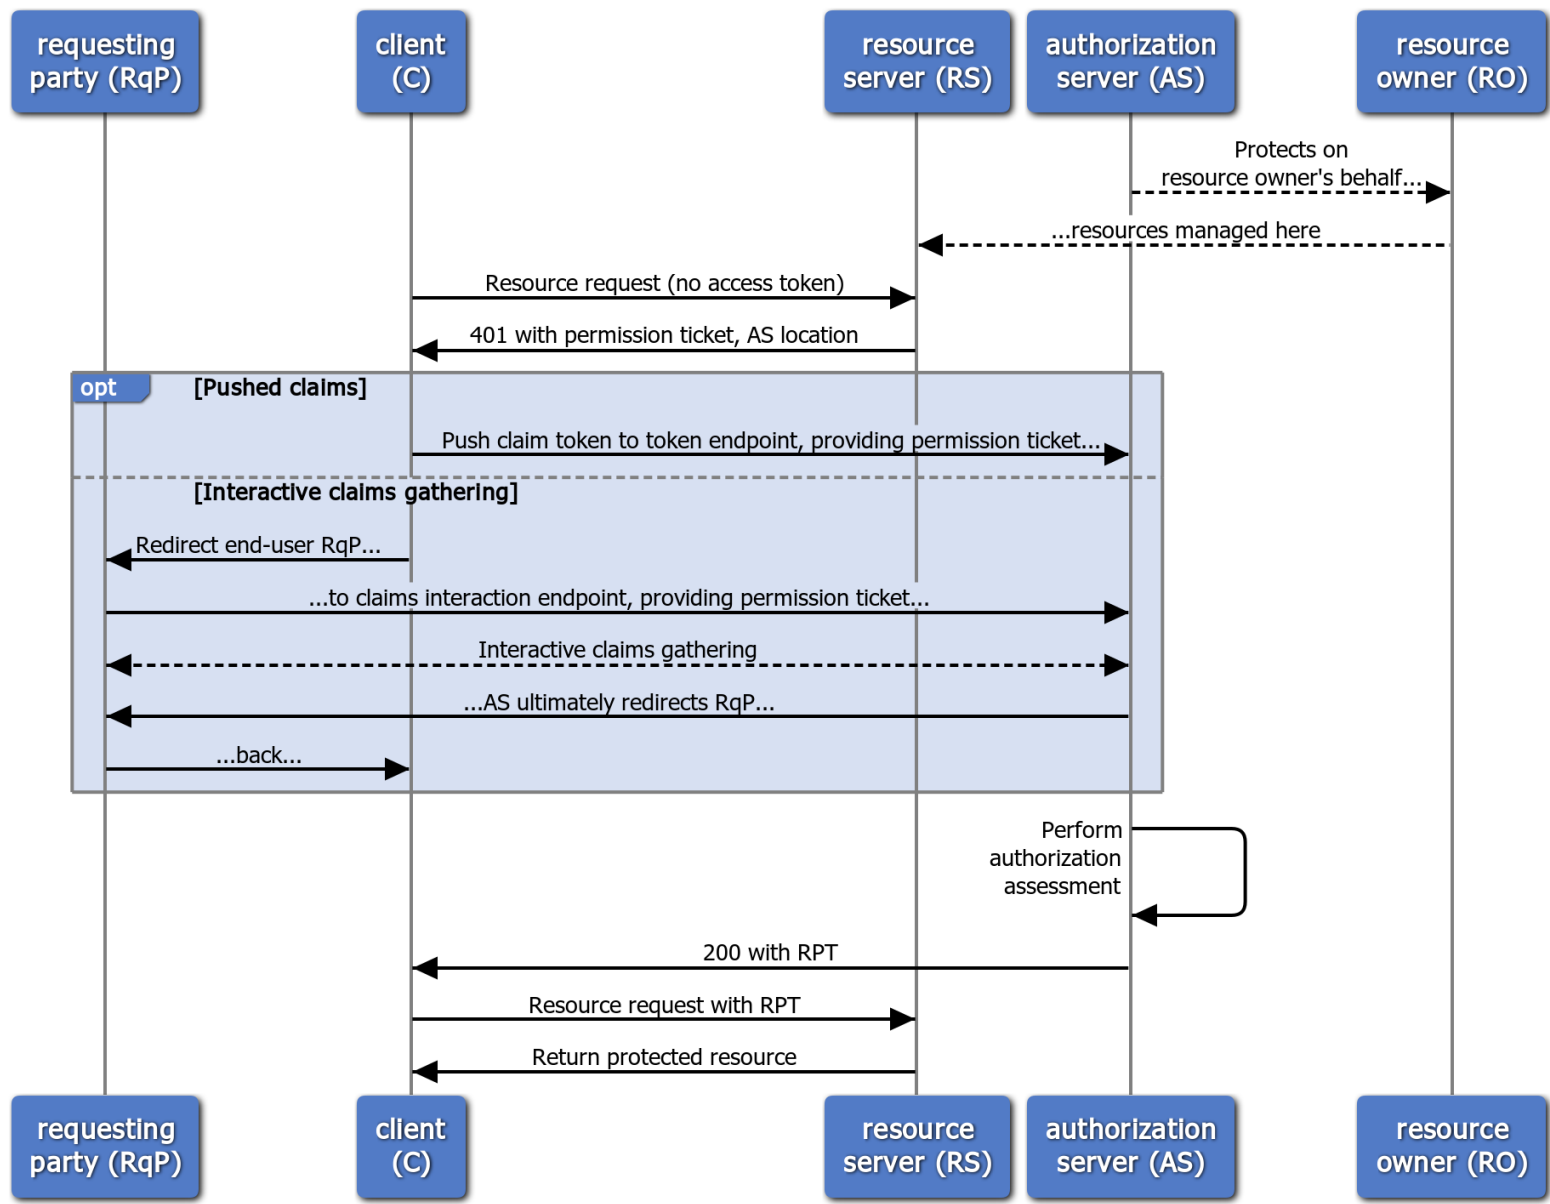 requesting
party (RqP)
client
(C)
resource
server (RS)
authorization
server (AS)
resource
owner (RO)
Protects on
resource owner's behalf...
...resources managed here
Resource request (no access token)
401 with permission ticket, AS location
opt
[Pushed claims]
Push claim token to token endpoint, providing permission ticket...
[Interactive claims gathering]
Redirect end-user RqP...
...to claims interaction endpoint, providing permission ticket...
Interactive claims gathering
...AS ultimately redirects RqP...
...back...
Perform
authorization
assessment
200 with RPT
Resource request with RPT
Return protected resource
requesting
party (RqP)
client
(C)
resource
server (RS)
authorization
server (AS)
resource
owner (RO)